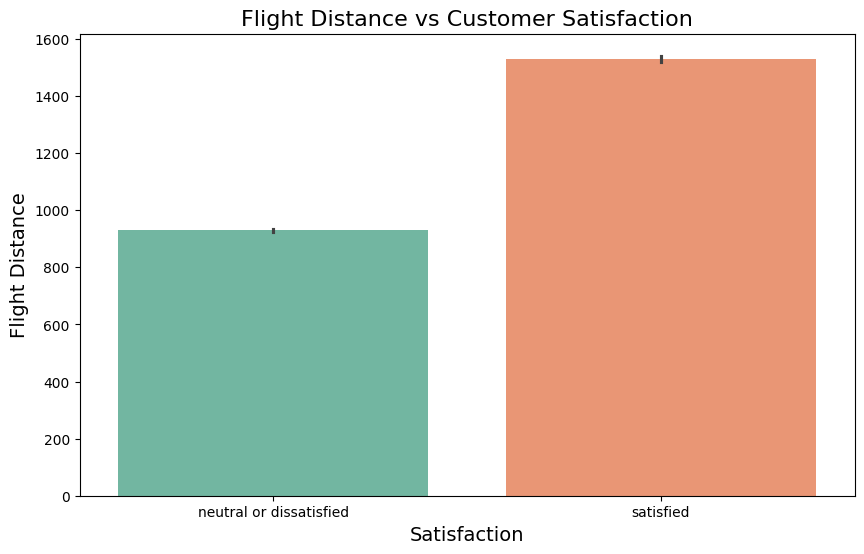 Flight Distance vs Customer Satisfaction
1600
1400
1200
1000
800
600
400
200
0
Flight Distance
neutral or dissatisfied
satisfied
Satisfaction